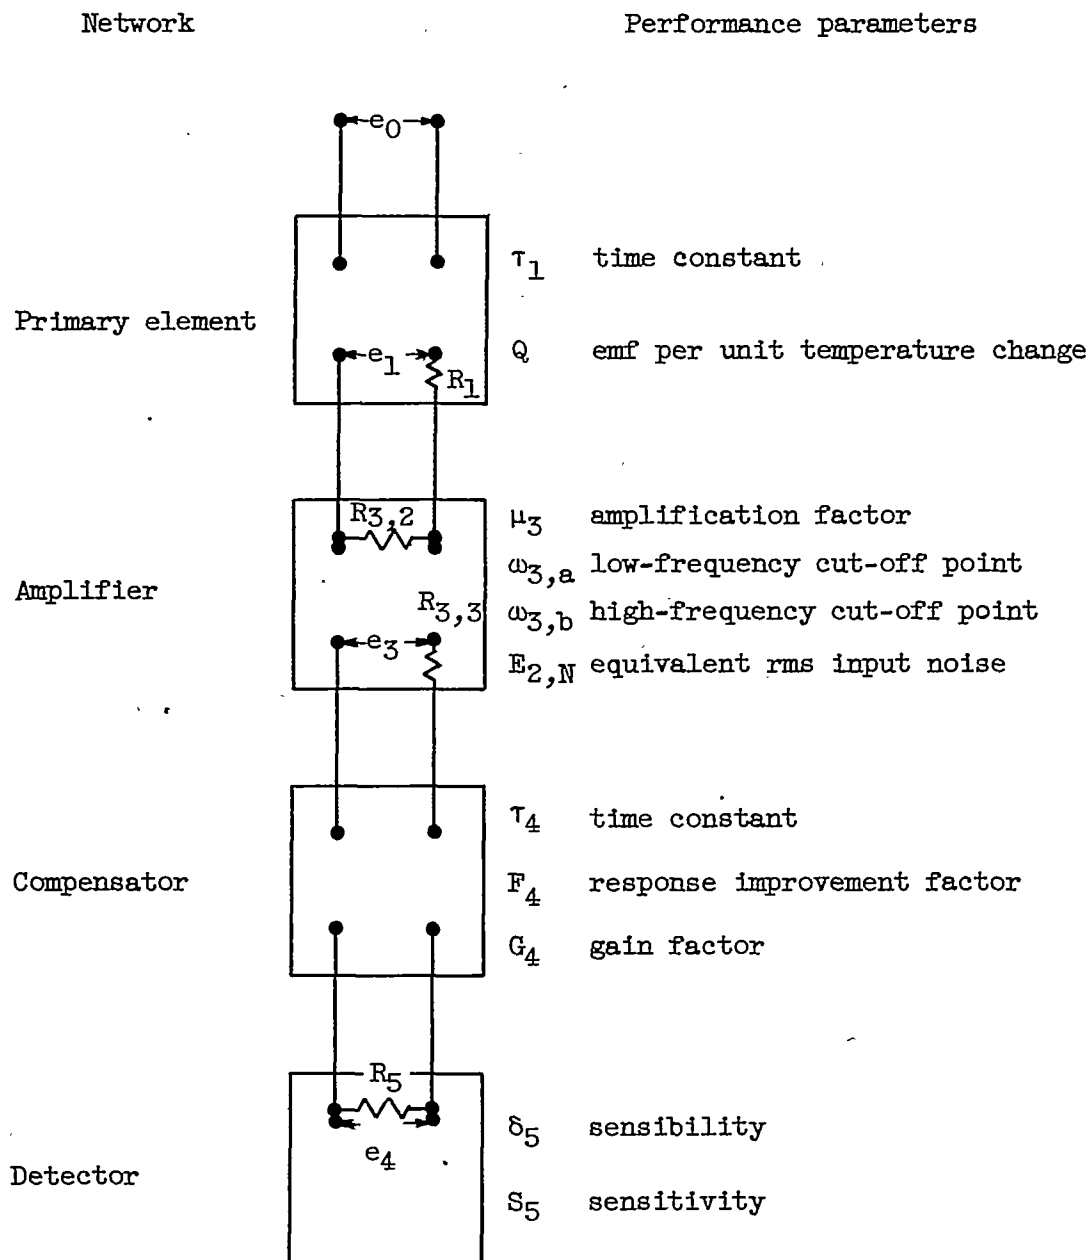 Network Performance parameters
e0
τ1 time constant
Primary element
e1
R1
Q emf per unit temperature change
R3,2
μ3 amplification factor
ω3,a low-frequency cut-off point
Amplifier
R3,3
ω3,b high-frequency cut-off point
e3
E2,N equivalent rms input noise
τ4 time constant
Compensator
F4 response improvement factor
G4 gain factor
R5
e4
δ5 sensibility
Detector
S5 sensitivity